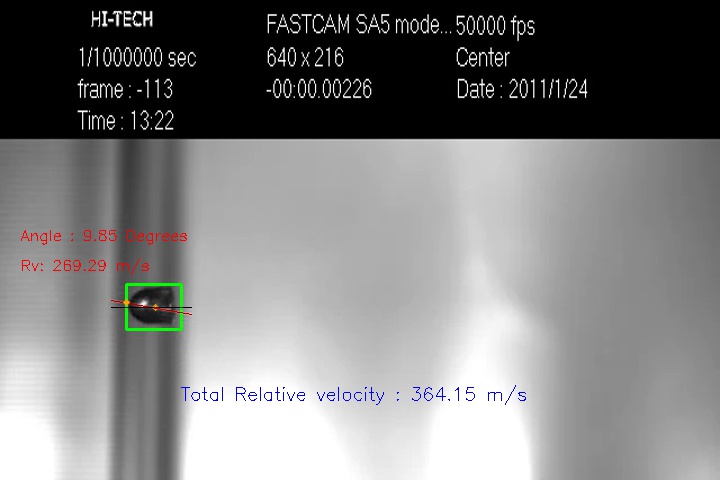 HI-TECH
FASTCAM SA5 mode... 50000 fps
1/1000000 sec 640 x 216 Center
frame : -113 -00:00.00226 Date : 2011/1/24
Time : 13:22
Angle : 9.85 Degrees
Rv: 269.29 m/s
Total Relative velocity : 364.15 m/s